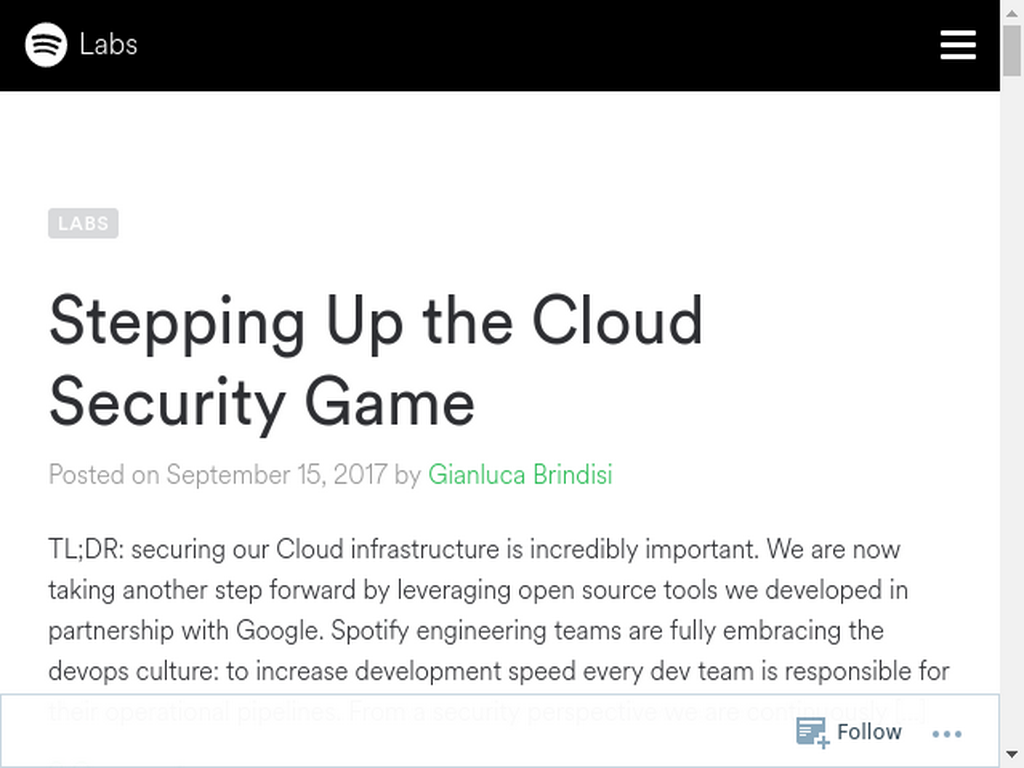 Labs
LABS
Stepping Up the Cloud
Security Game
Posted on September 15, 2017 by Gianluca Brindisi
TL;DR: securing our Cloud infrastructure is incredibly important. We are now
taking another step forward by leveraging open source tools we developed in
partnership with Google. Spotify engineering teams are fully embracing the
devops culture: to increase development speed every dev team is responsible for
their operational pipelines. From a security perspective we are continuously [...]
Follow